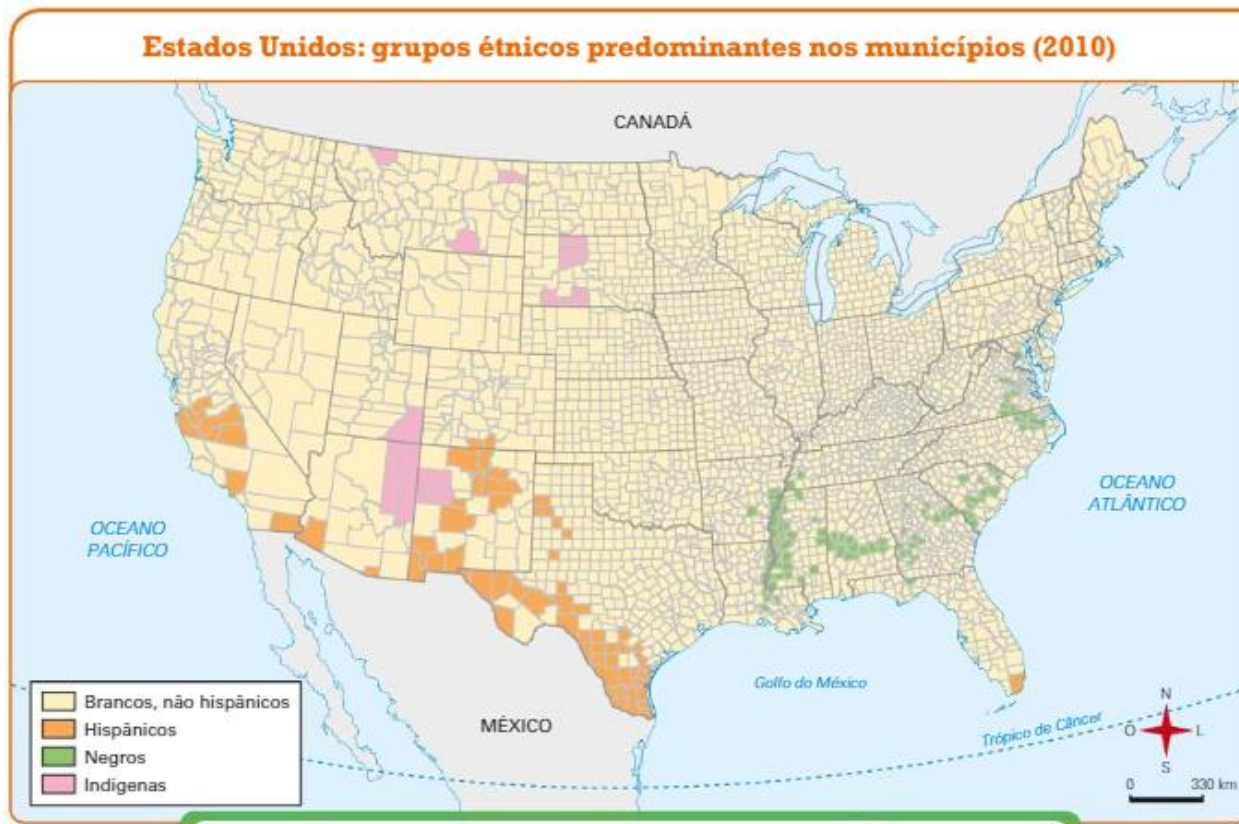 Estados Unidos: grupos étnicos predominantes nos municípios (2010)
CANADÁ
OCEANO
PACÍFICO
OCEANO
ATLÂNTICO
Golfo do México
MÉXICO
Trópico de Câncer
Brancos, não hispânicos
Hispânicos
Negros
Indígenas
N
O
L
S
0 330 km